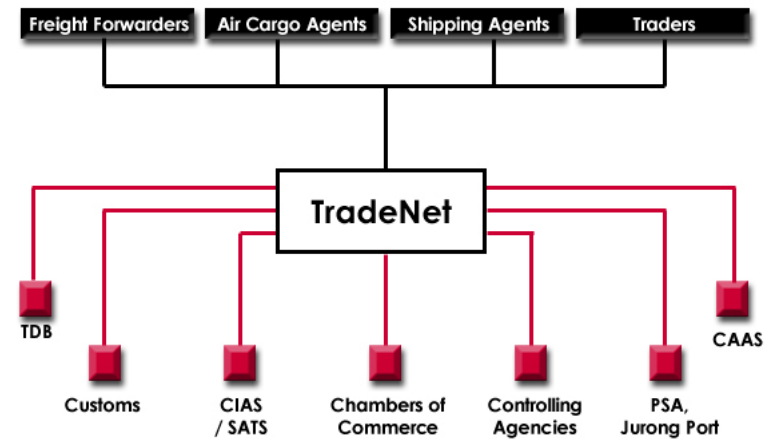 Freight Forwarders
Air Cargo Agents
Shipping Agents
Traders
TradeNet
TDB
CAAS
Customs
CIAS
/ SATS
Chambers of
Commerce
Controlling
Agencies
PSA,
Jurong Port